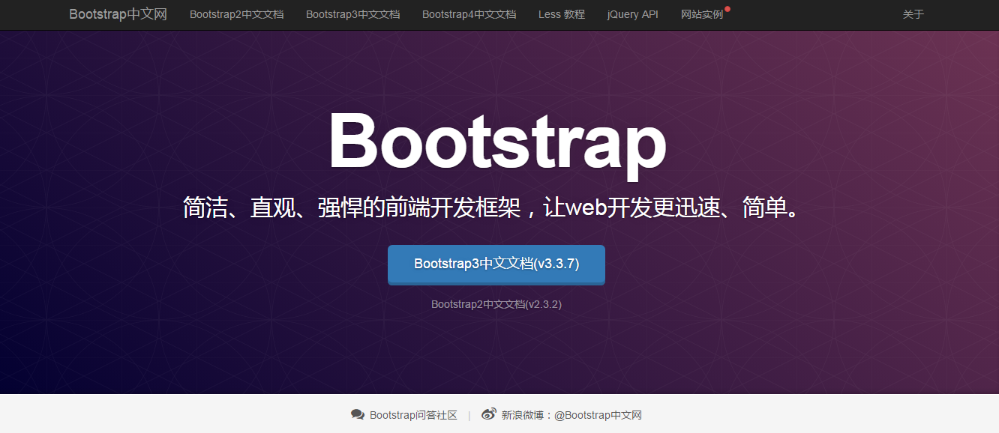 Bootstrap中文网 Bootstrap2中文文档 Bootstrap3中文文档 Bootstrap4中文文档 Less 教程 jQuery API 网站实例 关于
Bootstrap
简洁、直观、强悍的前端开发框架，让web开发更迅速、简单。
Bootstrap3中文文档(v3.3.7)
Bootstrap2中文文档(v2.3.2)
Bootstrap问答社区 | 新浪微博：@Bootstrap中文网